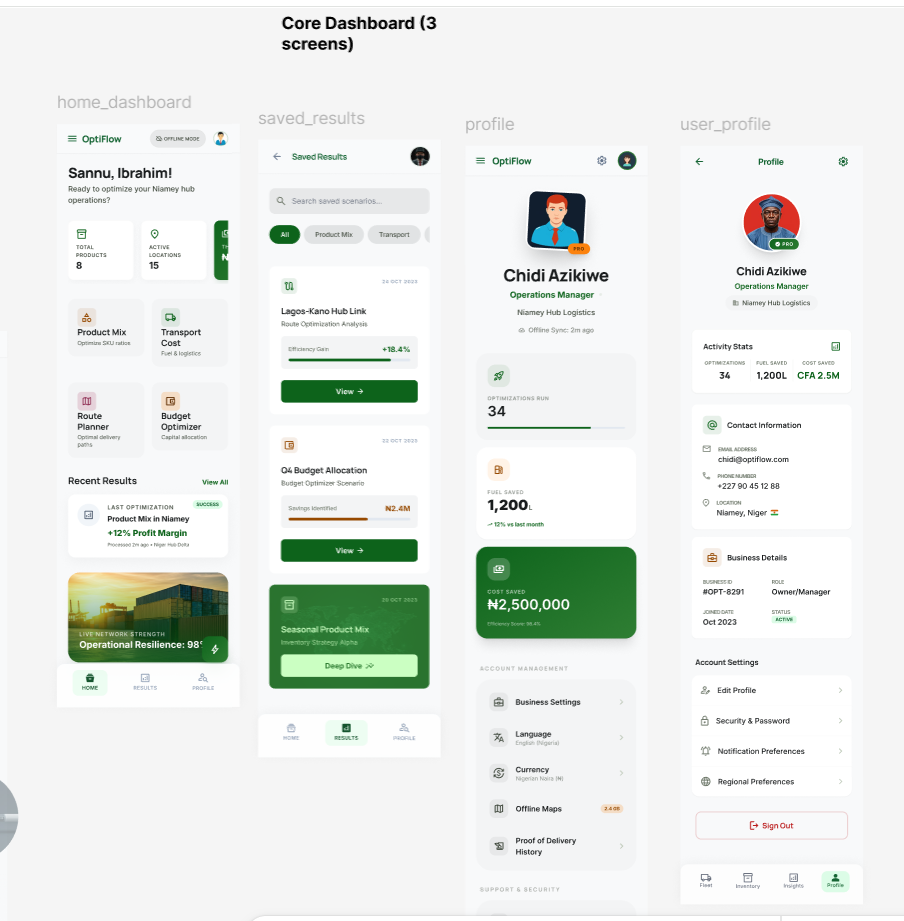 Core Dashboard (3
screens)
home_dashboard
OptiFlow
OFFLINE MODE
Sannu, Ibrahim!
Ready to optimize your Niamey hub
operations?
TOTAL
PRODUCTS
8
ACTIVE
LOCATIONS
15
Product Mix
Optimize SKU ratios
Transport
Cost
Fuel & logistics
Route
Planner
Optimal delivery
paths
Budget
Optimizer
Capital allocation
Recent Results
View All
LAST OPTIMIZATION
SUCCESS
Product Mix in Niamey
+12% Profit Margin
Processed 2m ago • Niger Hub Delta
LIVE NETWORK STRENGTH
Operational Resilience: 98°
HOME
RESULTS
PROFILE
saved_results
Saved Results
Search saved scenarios...
All
Product Mix
Transport
24 OCT 2023
Lagos-Kano Hub Link
Route Optimization Analysis
Efficiency Gain
+18.4%
View →
22 OCT 2023
Q4 Budget Allocation
Budget Optimizer Scenario
Savings Identified
₦2.4M
View →
20 OCT 2023
Seasonal Product Mix
Inventory Strategy Alpha
Deep Dive
HOME
RESULTS
PROFILE
profile
OptiFlow
PRO
Chidi Azikiwe
Operations Manager
Niamey Hub Logistics
Offline Sync: 2m ago
OPTIMIZATIONS RUN
34
FUEL SAVED
1,200L
12% vs last month
COST SAVED
₦2,500,000
Efficiency Score: 98.4%
ACCOUNT MANAGEMENT
Business Settings
Language
English (Nigeria)
Currency
Nigerian Naira (₦)
Offline Maps
2.4 GB
Proof of Delivery
History
SUPPORT & SECURITY
user_profile
Profile
PRO
Chidi Azikiwe
Operations Manager
Niamey Hub Logistics
Activity Stats
OPTIMIZATIONS
34
FUEL SAVED
1,200L
COST SAVED
CFA 2.5M
Contact Information
EMAIL ADDRESS
chidi@optiflow.com
PHONE NUMBER
+227 90 45 12 88
LOCATION
Niamey, Niger
Business Details
BUSINESS ID
#OPT-8291
ROLE
Owner/Manager
JOINED DATE
Oct 2023
STATUS
ACTIVE
Account Settings
Edit Profile
Security & Password
Notification Preferences
Regional Preferences
Sign Out
Fleet
Inventory
Insights
Profile